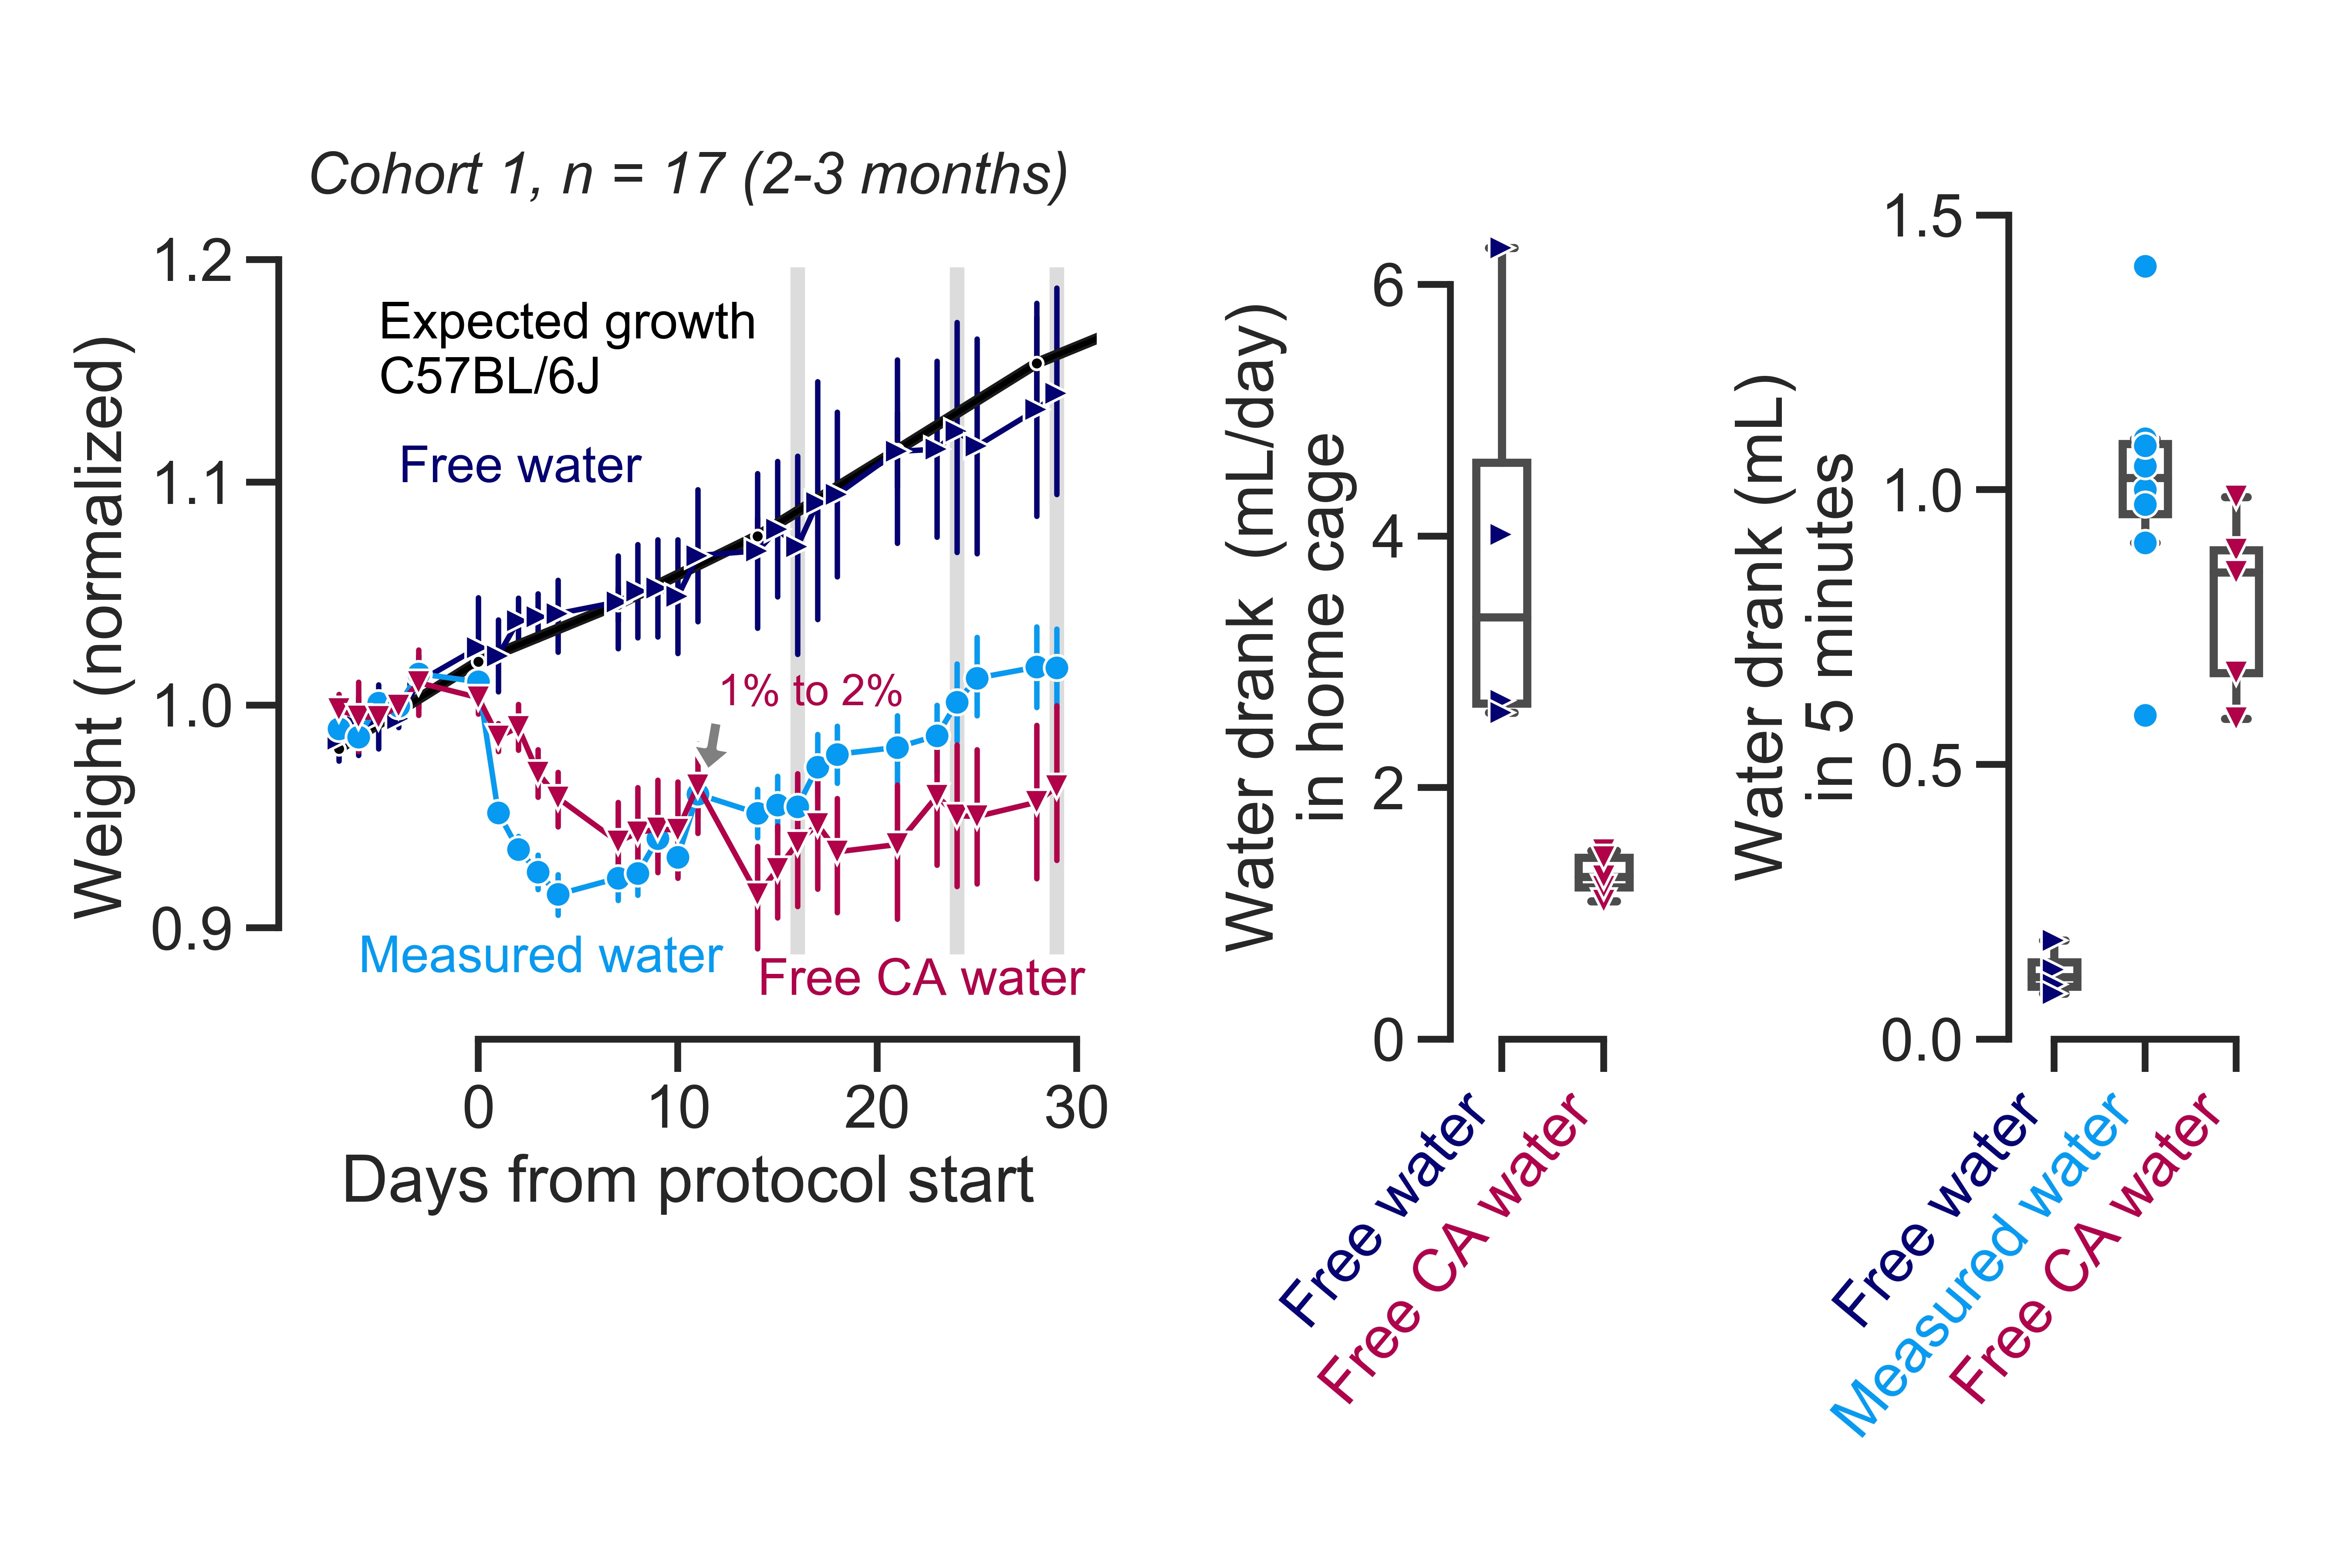 Cohort 1, n = 17 (2-3 months)
1.2
1.1
1.0
0.9
Weight (normalized)
Expected growth
C57BL/6J
Free water
1% to 2%
Measured water
Free CA water
0
10
20
30
Days from protocol start
Water drank (mL/day)
in home cage
6
4
2
0
Free water
Free CA water
Water drank (mL)
in 5 minutes
1.5
1.0
0.5
0.0
Free water
Measured water
Free CA water